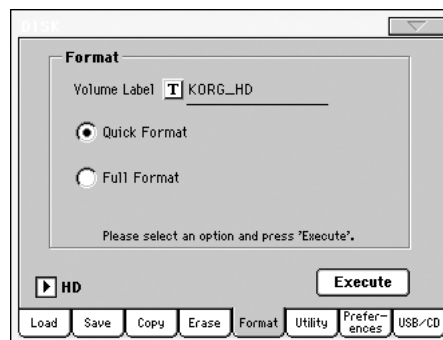 DISK
Format
Volume Label T KORG_HD
Quick Format
Full Format
Please select an option and press 'Execute'.
HD
Execute
Load Save Copy Erase Format Utility Prefer-
ences USB/CD